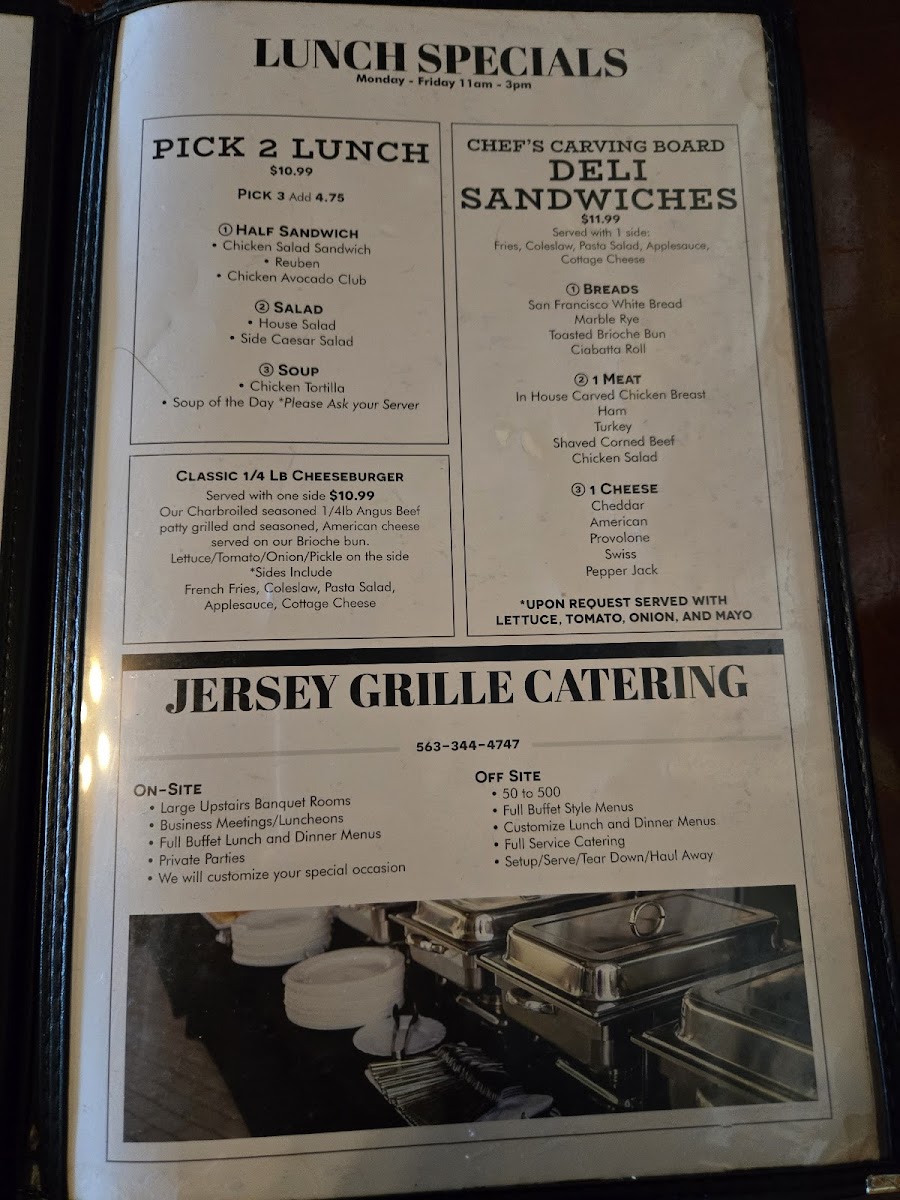 LUNCH SPECIALS
Monday - Friday 11am - 3pm
PICK 2 LUNCH
$10.99
PICK 3 Add 4.75
① HALF SANDWICH
• Chicken Salad Sandwich
• Reuben
• Chicken Avocado Club
② SALAD
• House Salad
• Side Caesar Salad
③ SOUP
• Chicken Tortilla
• Soup of the Day *Please Ask your Server
CLASSIC 1/4 LB CHEESEBURGER
Served with one side $10.99
Our Charbroiled seasoned 1/4lb Angus Beef
patty grilled and seasoned, American cheese
served on our Brioche bun.
Lettuce/Tomato/Onion/Pickle on the side
*Sides Include
French Fries, Coleslaw, Pasta Salad,
Applesauce, Cottage Cheese
CHEF'S CARVING BOARD
DELI
SANDWICHES
$11.99
Served with 1 side:
Fries, Coleslaw, Pasta Salad, Applesauce,
Cottage Cheese
① BREADS
San Francisco White Bread
Marble Rye
Toasted Brioche Bun
Ciabatta Roll
② 1 MEAT
In House Carved Chicken Breast
Ham
Turkey
Shaved Corned Beef
Chicken Salad
③ 1 CHEESE
Cheddar
American
Provolone
Swiss
Pepper Jack
*UPON REQUEST SERVED WITH
LETTUCE, TOMATO, ONION, AND MAYO
JERSEY GRILLE CATERING
563-344-4747
ON-SITE
• Large Upstairs Banquet Rooms
• Business Meetings/Luncheons
• Full Buffet Lunch and Dinner Menus
• Private Parties
• We will customize your special occasion
OFF SITE
• 50 to 500
• Full Buffet Style Menus
• Customize Lunch and Dinner Menus
• Full Service Catering
• Setup/Serve/Tear Down/Haul Away